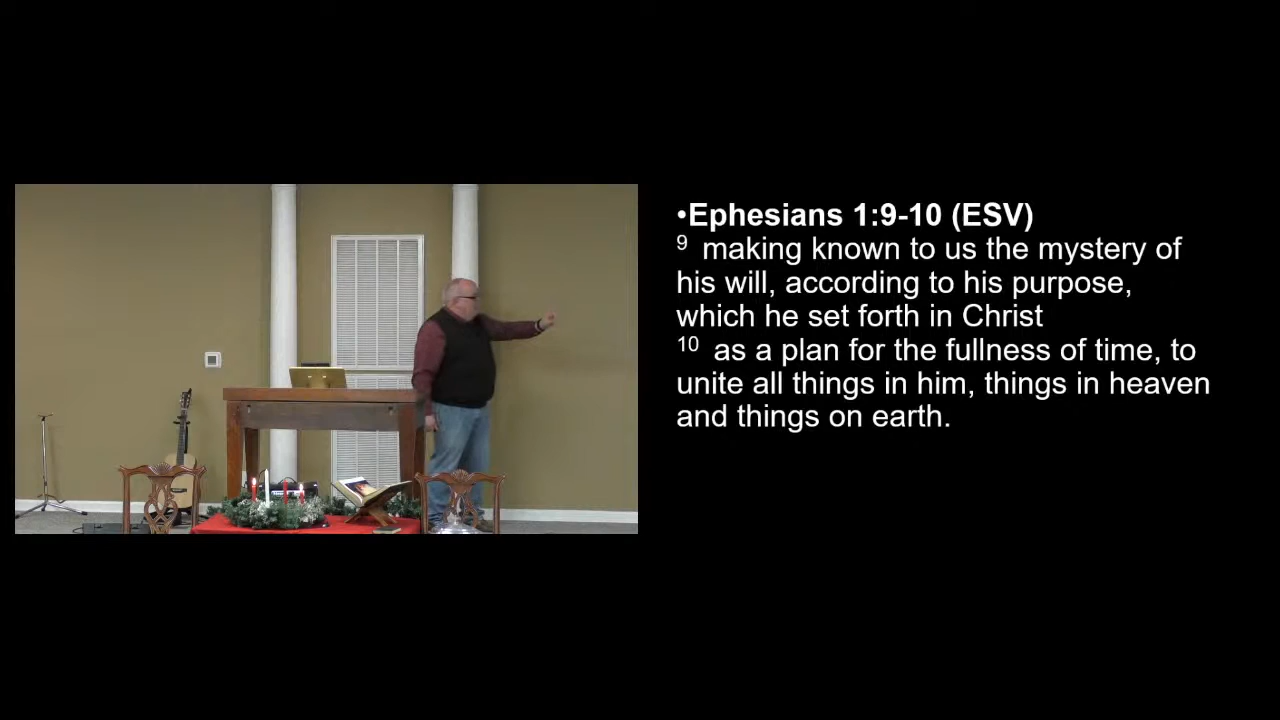 •Ephesians 1:9-10 (ESV)
9 making known to us the mystery of
his will, according to his purpose,
which he set forth in Christ
10 as a plan for the fullness of time, to
unite all things in him, things in heaven
and things on earth.